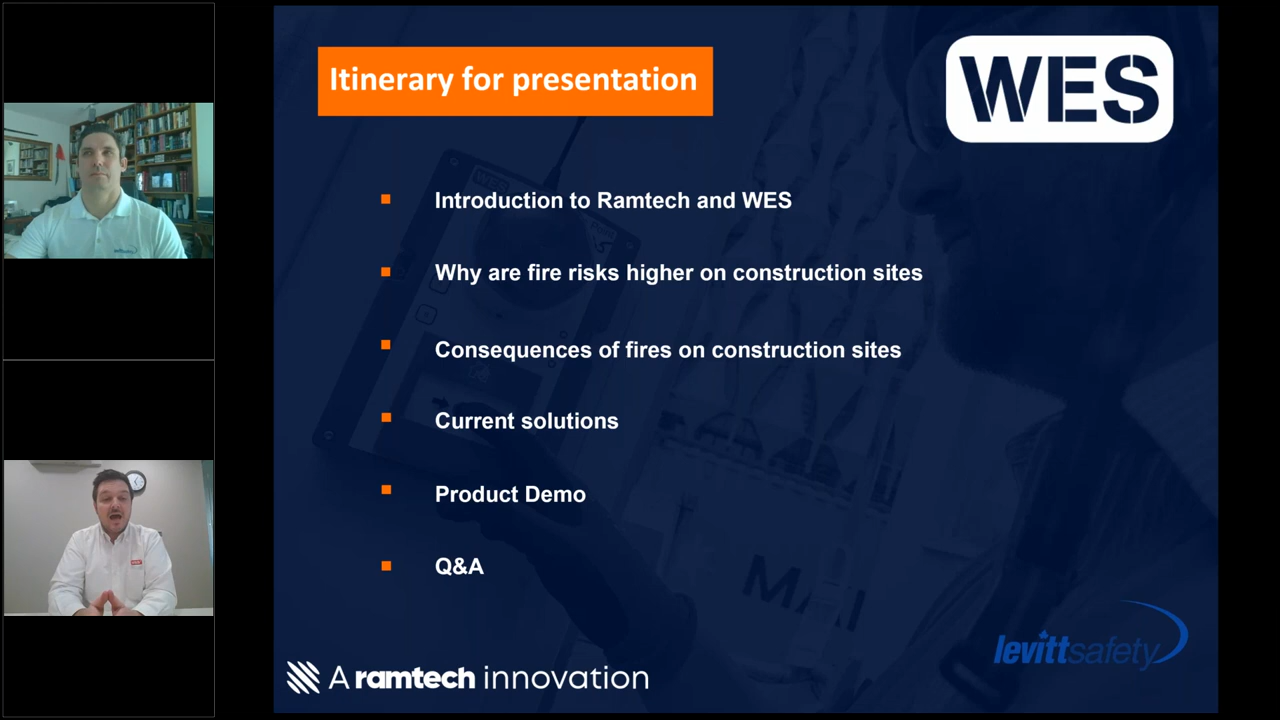 Itinerary for presentation
WES
Introduction to Ramtech and WES
Why are fire risks higher on construction sites
Consequences of fires on construction sites
Current solutions
Product Demo
Q&A
levittsafety
A ramtech innovation